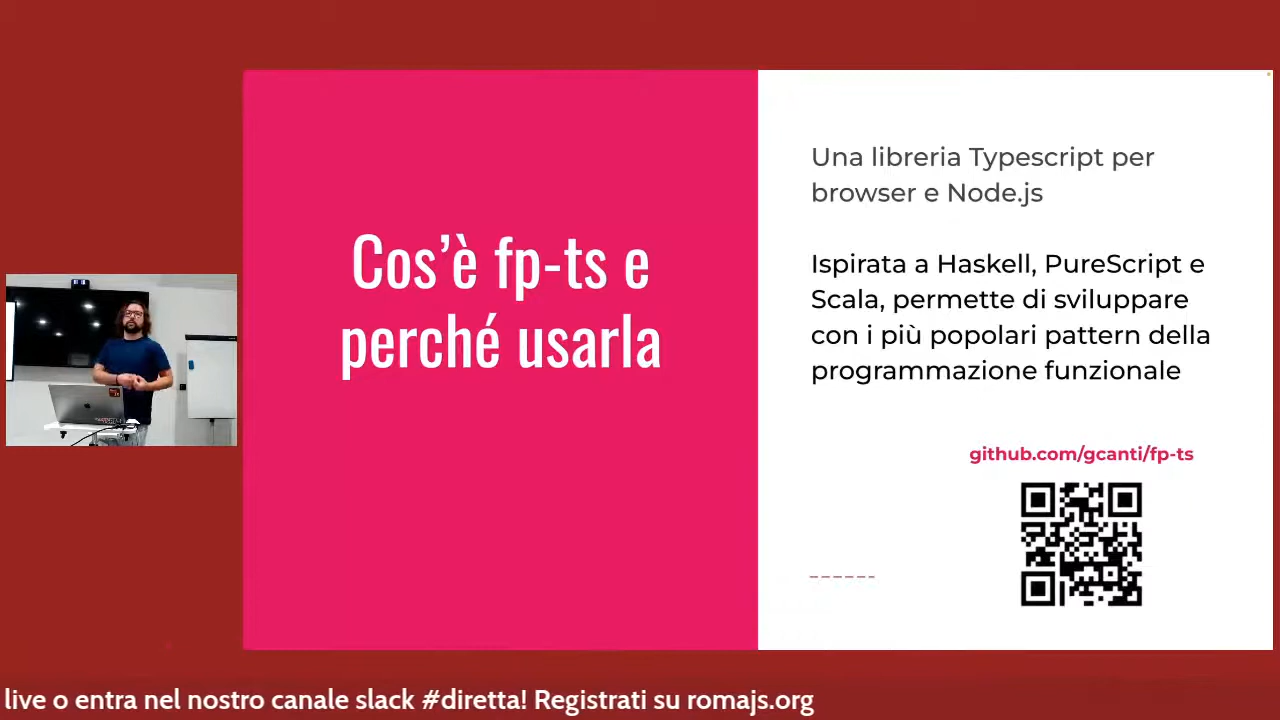 Cos'è fp-ts e
perché usarla
Una libreria Typescript per
browser e Node.js
Ispirata a Haskell, PureScript e
Scala, permette di sviluppare
con i più popolari pattern della
programmazione funzionale
github.com/gcanti/fp-ts
live o entra nel nostro canale slack #diretta! Registrati su romajs.org